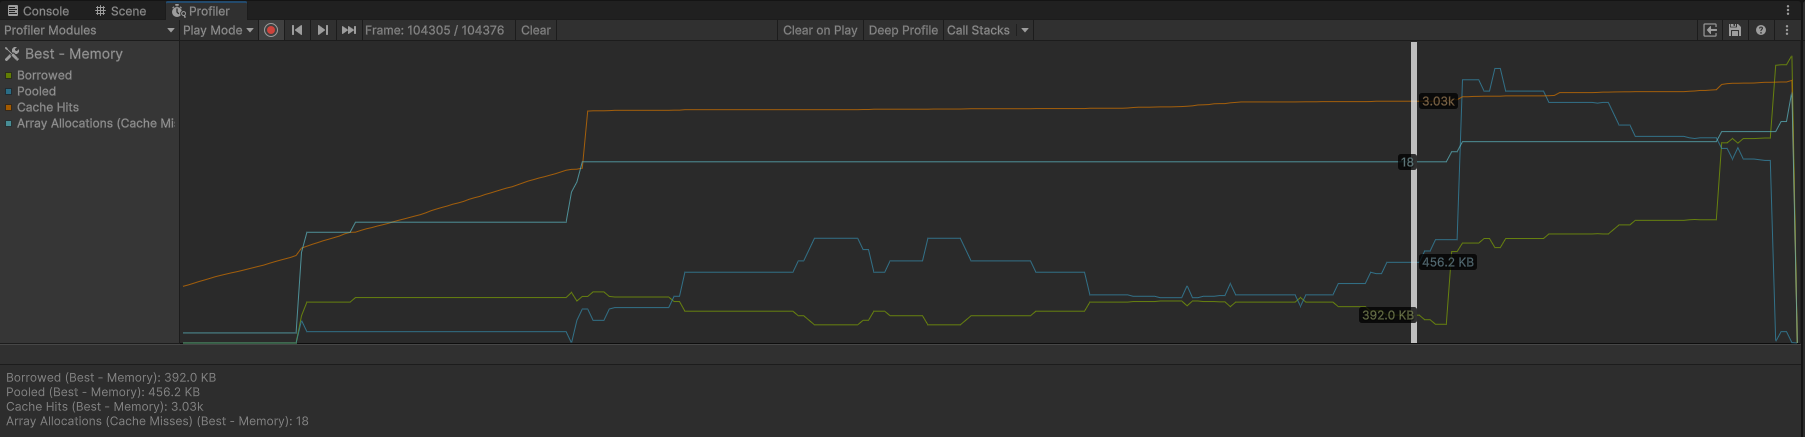 Console Scene Profiler
Profiler Modules Play Mode Frame: 104305 / 104376 Clear Clear on Play Deep Profile Call Stacks
Best - Memory
Borrowed
Pooled
Cache Hits
Array Allocations (Cache Mi
3.03k
18
456.2 KB
392.0 KB
Borrowed (Best - Memory): 392.0 KB
Pooled (Best - Memory): 456.2 KB
Cache Hits (Best - Memory): 3.03k
Array Allocations (Cache Misses) (Best - Memory): 18